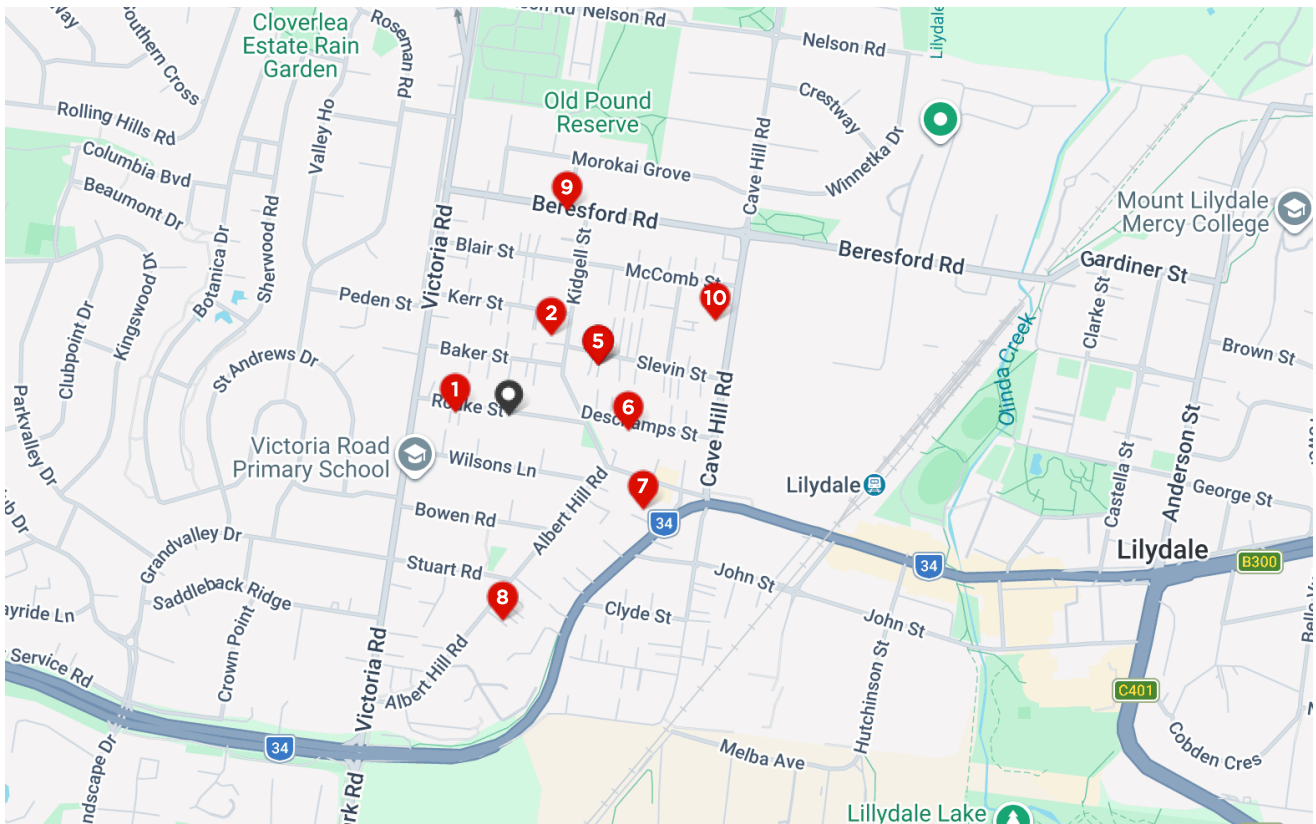 Nelson Rd
Nelson Rd
Cloverlea
Estate Rain
Garden
Roseman Rd
Southern Cross
Lilydale
Rolling Hills Rd
Columbia Bvd
Beaumont Dr
Old Pound
Reserve
Crestway
Winnetka Dr
Morokai Grove
Cave Hill Rd
9
Beresford Rd
Mount Lilydale
Mercy College
Blair St
Kidgell St
McComb St
Beresford Rd
Gardiner St
Victoria Rd
Sherwood Rd
Botanica Dr
Kingswood Dr
Clubpoint Dr
Parkvalley Dr
Peden St
Kerr St
2
10
Clarke St
Brown St
St Andrews Dr
Baker St
5
Slevin St
Olinda Creek
1
6
Deschamps St
Cave Hill Rd
Victoria Road
Primary School
Wilsons Ln
7
Lilydale
Castella St
Anderson St
George St
Bowen Rd
Albert Hill Rd
34
Grandvalley Dr
Stuart Rd
John St
34
Lilydale
B300
Saddleback Ridge
8
Clyde St
John St
Crown Point
Albert Hill Rd
Hutchinson St
Service Rd
Victoria Rd
C401
34
Melba Ave
Cobden Cres
Lillydale Lake